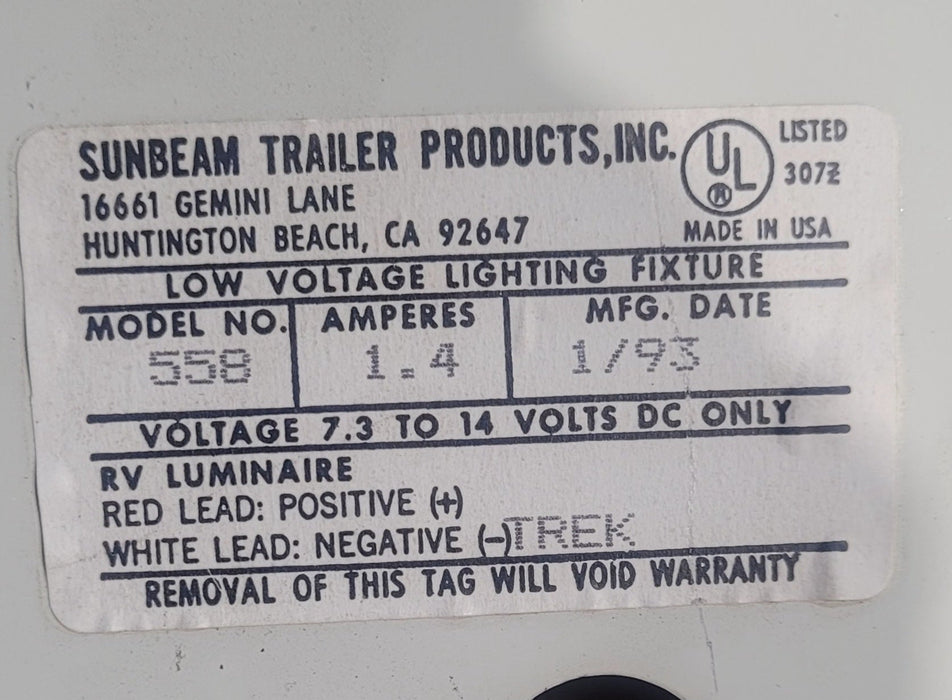 SUNBEAM TRAILER PRODUCTS, INC.
16661 GEMINI LANE
HUNTINGTON BEACH, CA 92647
UL
®
LISTED
307Z
MADE IN USA
LOW VOLTAGE LIGHTING FIXTURE
MODEL NO. AMPERES MFG. DATE
558 1.4 1/93
VOLTAGE 7.3 TO 14 VOLTS DC ONLY
RV LUMINAIRE
RED LEAD: POSITIVE (+)
WHITE LEAD: NEGATIVE (-) TREK
REMOVAL OF THIS TAG WILL VOID WARRANTY